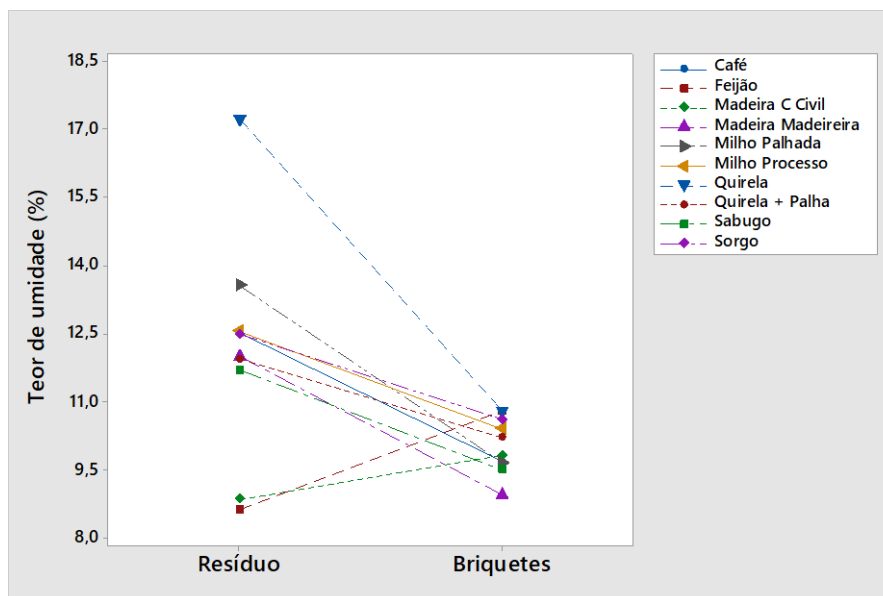 18,5
17,0
15,5
14,0
12,5
11,0
9,5
8,0
Teor de umidade (%)
Resíduo
Briquetes
Café
Feijão
Madeira C Civil
Madeira Madeireira
Milho Palhada
Milho Processo
Quirela
Quirela + Palha
Sabugo
Sorgo